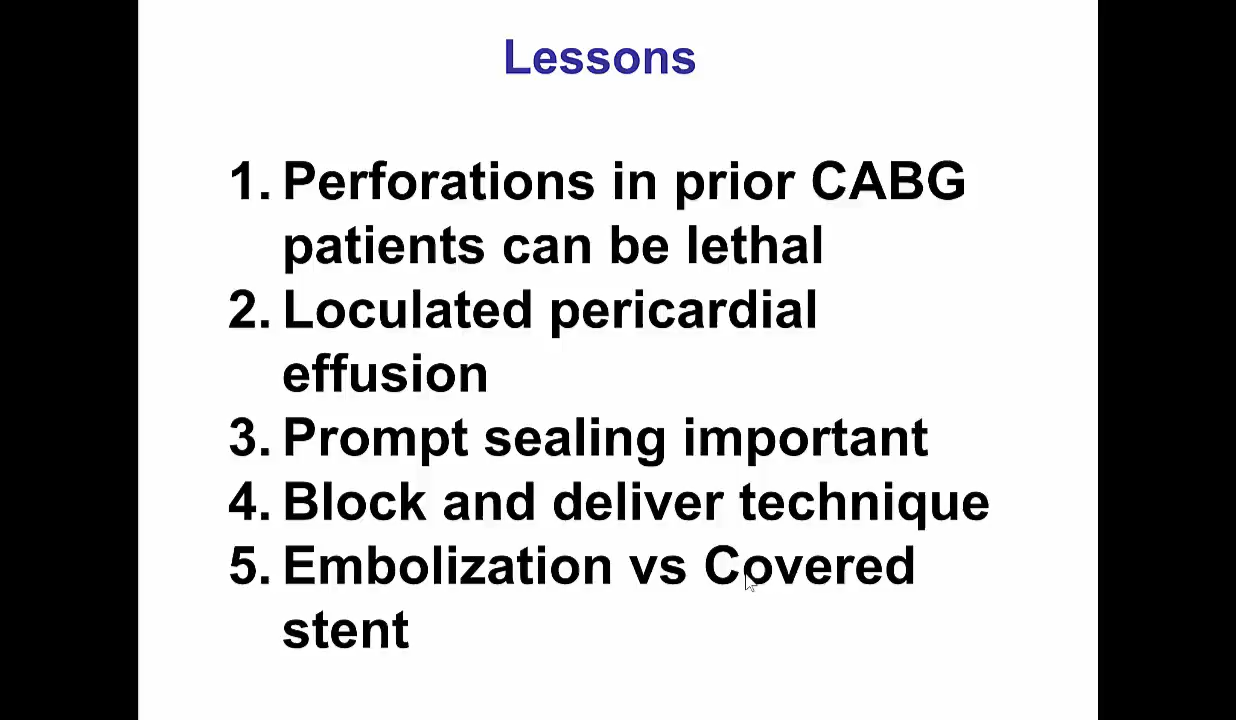 Lessons
1. Perforations in prior CABG
patients can be lethal
2. Loculated pericardial
effusion
3. Prompt sealing important
4. Block and deliver technique
5. Embolization vs Covered
stent